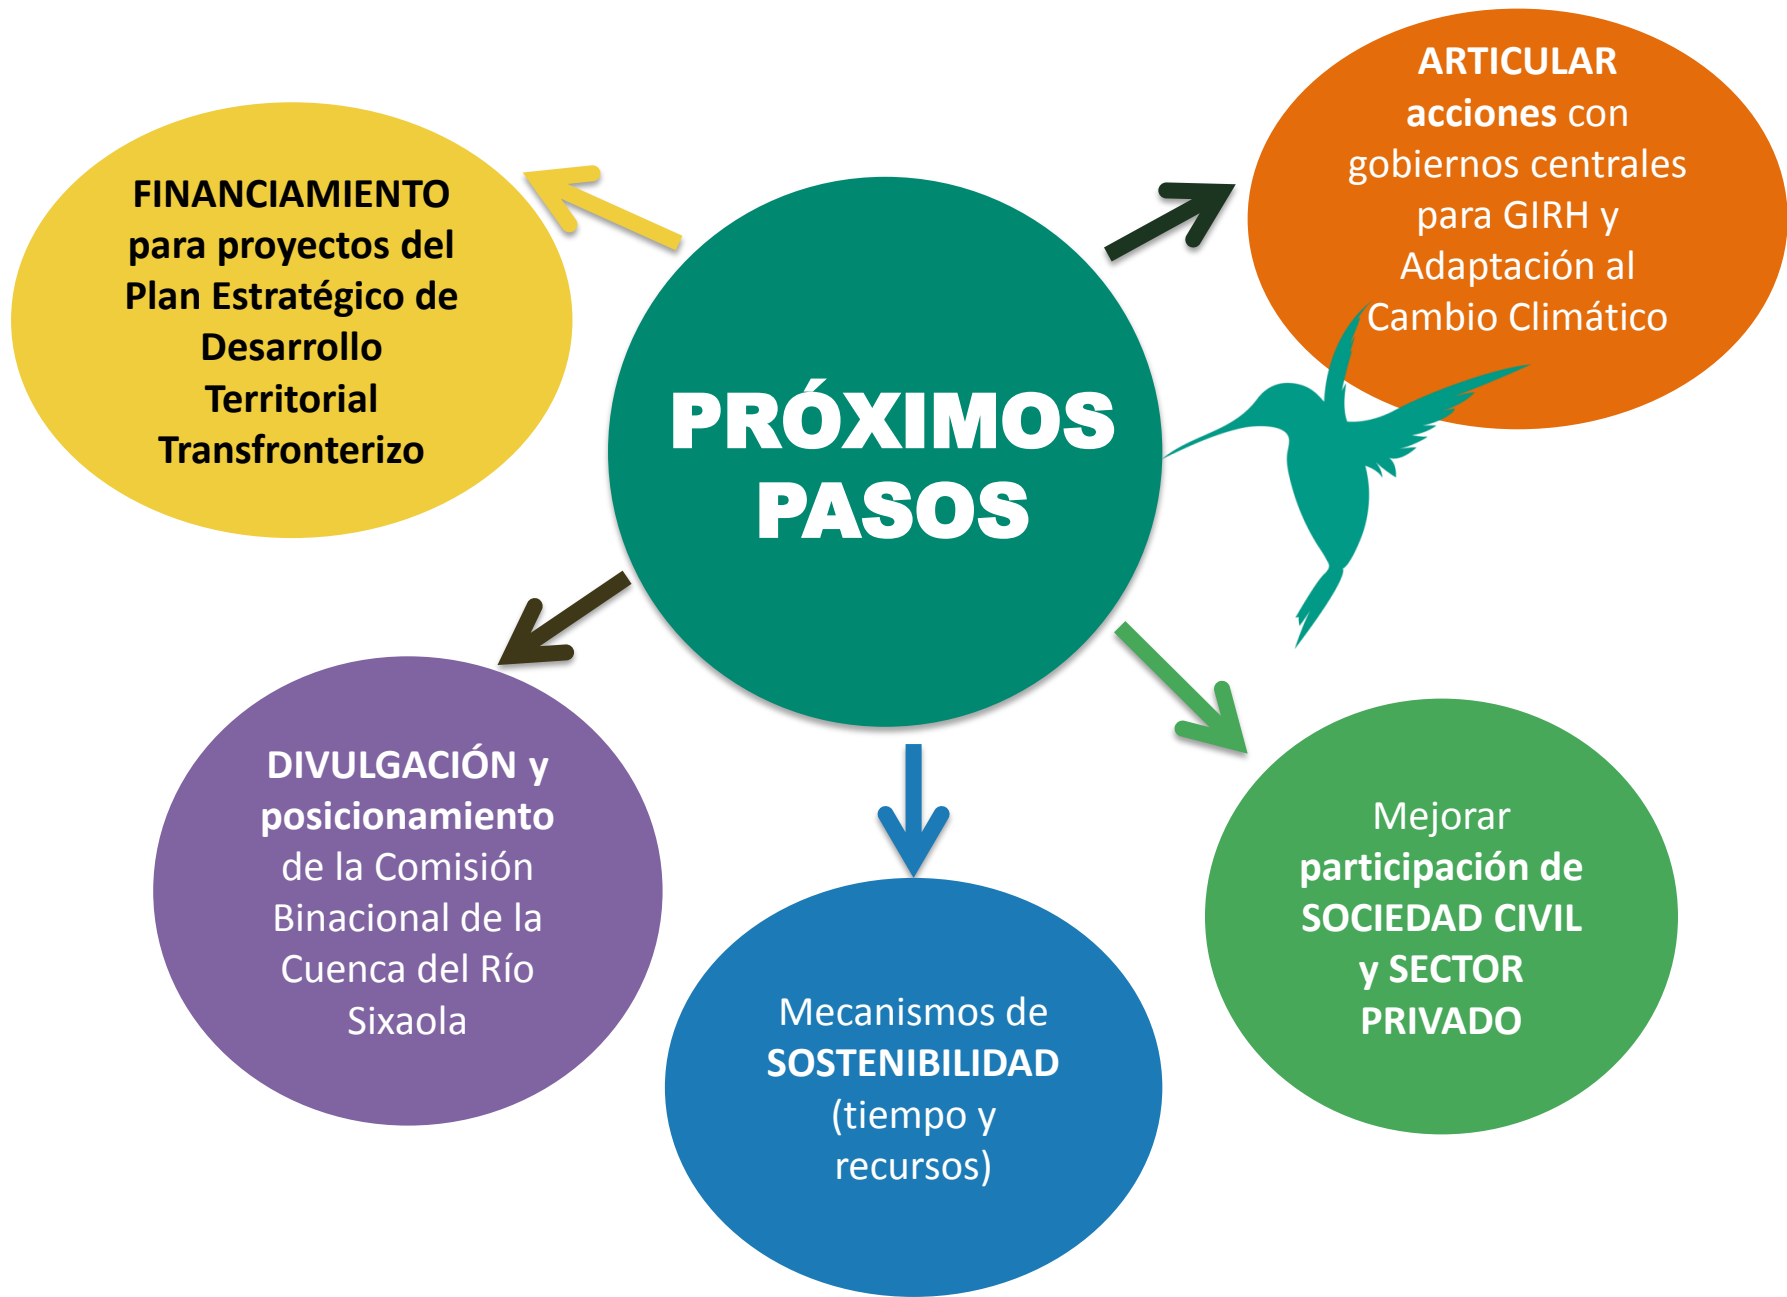 PRÓXIMOS
PASOS
FINANCIAMIENTO
para proyectos del
Plan Estratégico de
Desarrollo
Territorial
Transfronterizo
ARTICULAR
acciones con
gobiernos centrales
para GIRH y
Adaptación al
Cambio Climático
DIVULGACIÓN y
posicionamiento
de la Comisión
Binacional de la
Cuenca del Río
Sixaola
Mecanismos de
SOSTENIBILIDAD
(tiempo y
recursos)
Mejorar
participación de
SOCIEDAD CIVIL
y SECTOR
PRIVADO